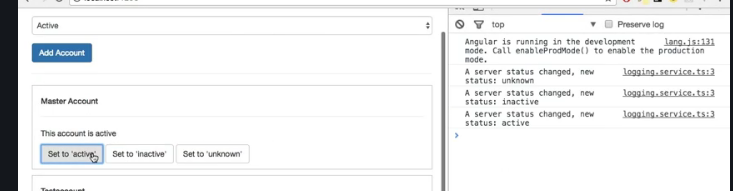 top
Preserve log
Active
Add Account
Master Account
This account is active
Set to 'active'
Set to 'inactive'
Set to 'unknown'
Angular is running in the development lang.js:131
mode. Call enableProdMode() to enable the production
mode.
A server status changed, new logging.service.ts:3
status: unknown
A server status changed, new logging.service.ts:3
status: inactive
A server status changed, new logging.service.ts:3
status: active